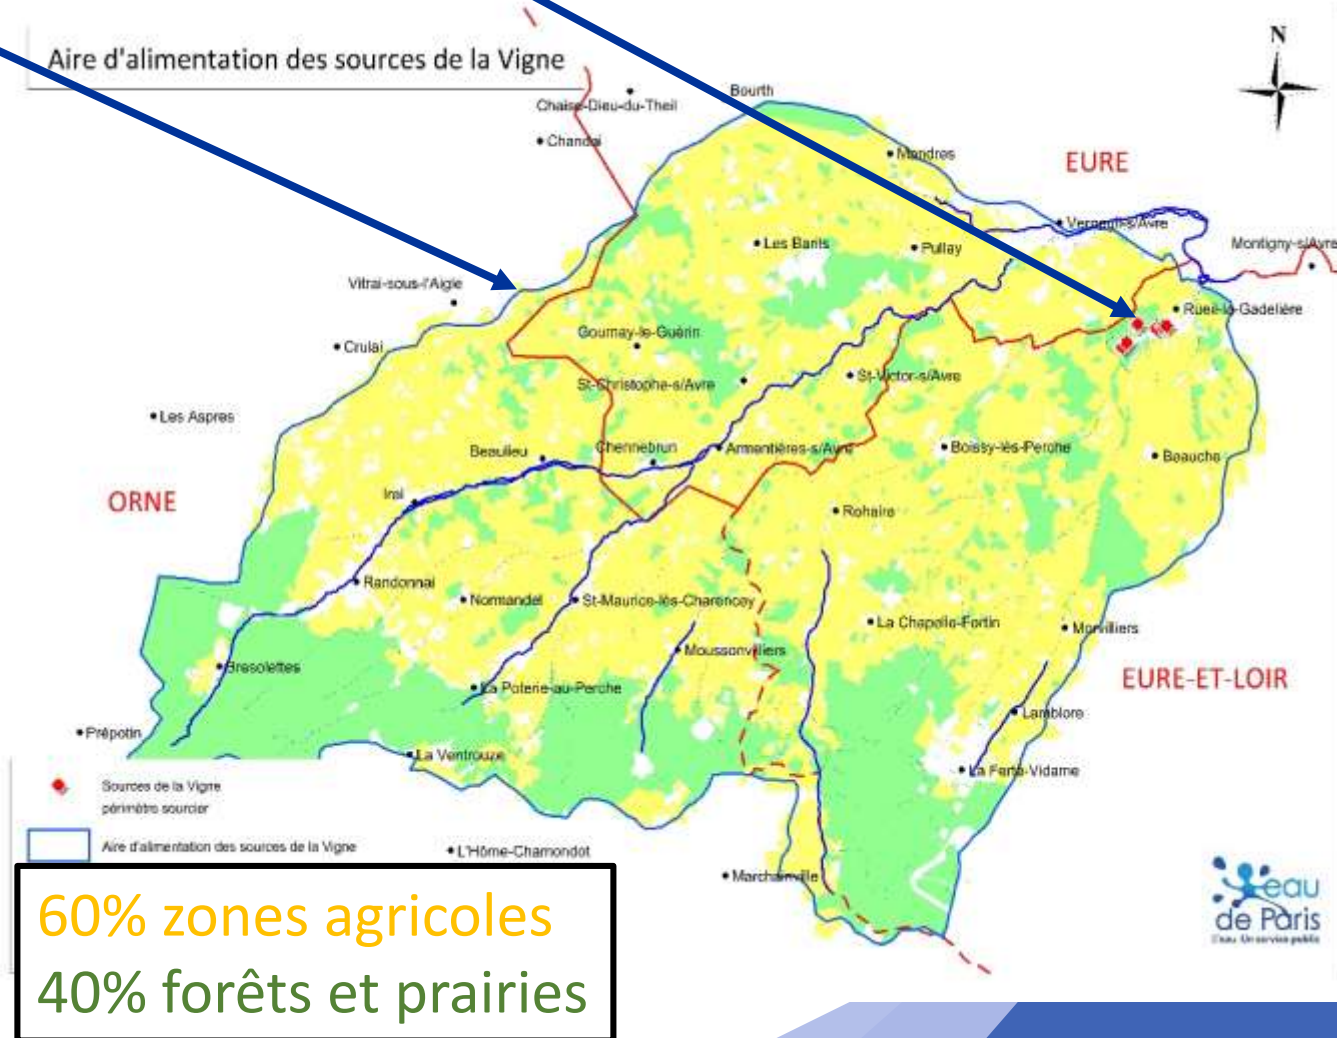 Aire d'alimentation des sources de la Vigne
N
Bourth
Chaise-Dieu-du-Theil
Chandai
Mandres
EURE
Verneuil-s/Avre
Les Barils
Pullay
Montigny-s/Avre
Vitrai-sous-l'Aigle
Rueil-la-Gadelière
Gournay-le-Guérin
Crulai
St-Christophe-s/Avre
St-Victor-s/Avre
Les Aspres
Beaulieu
Chennebrun
Armentières-s/Avre
Boissy-lès-Perche
Beauche
ORNE
Irai
Rohaire
Randonnai
Normandel
St-Maurice-lès-Charencey
La Chapelle-Fortin
Morvilliers
Moussonvilliers
Bresolettes
EURE-ET-LOIR
La Poterie-au-Perche
Lamblore
Prépotin
La Ventrouze
La Ferté-Vidame
Sources de la Vigne
périmètre sourcier
Aire d'alimentation des sources de la Vigne
L'Hôme-Chamondot
Marchainville
60% zones agricoles
40% forêts et prairies
eau
de Paris
L'eau. Un service public